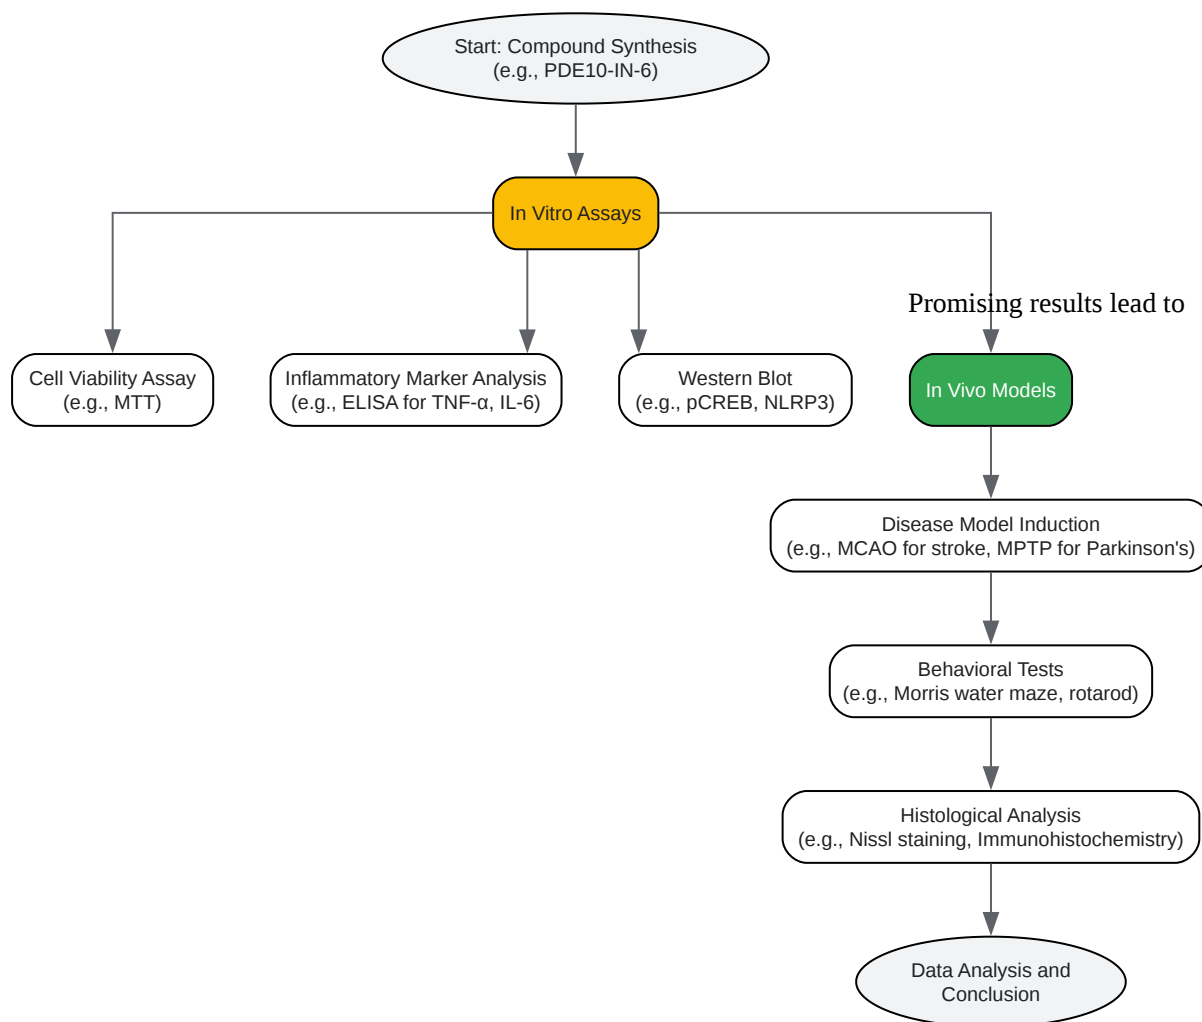 Start: Compound Synthesis
(e.g., PDE10-IN-6)
In Vitro Assays
Promising results lead to
Cell Viability Assay
(e.g., MTT)
Inflammatory Marker Analysis
(e.g., ELISA for TNF-α, IL-6)
Western Blot
(e.g., pCREB, NLRP3)
In Vivo Models
Disease Model Induction
(e.g., MCAO for stroke, MPTP for Parkinson's)
Behavioral Tests
(e.g., Morris water maze, rotarod)
Histological Analysis
(e.g., Nissl staining, Immunohistochemistry)
Data Analysis and
Conclusion